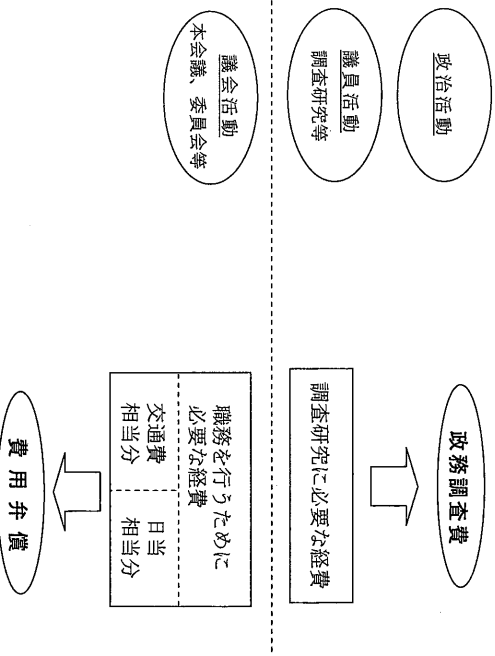 政治活動
政務調査費
議員活動
調査研究等
調査研究に必要な経費
議会活動
本会議、委員会等
職務を行うために
必要な経費
交通費
相当分
日当
相当分
費用弁償